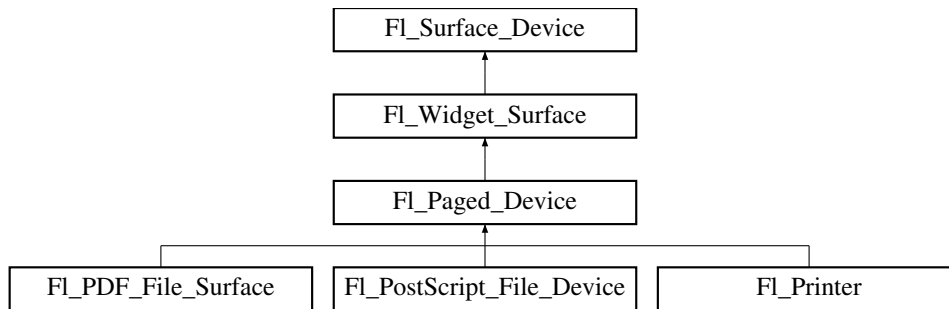 Fl_Surface_Device
Fl_Widget_Surface
Fl_Paged_Device
Fl_PDF_File_Surface
Fl_PostScript_File_Device
Fl_Printer